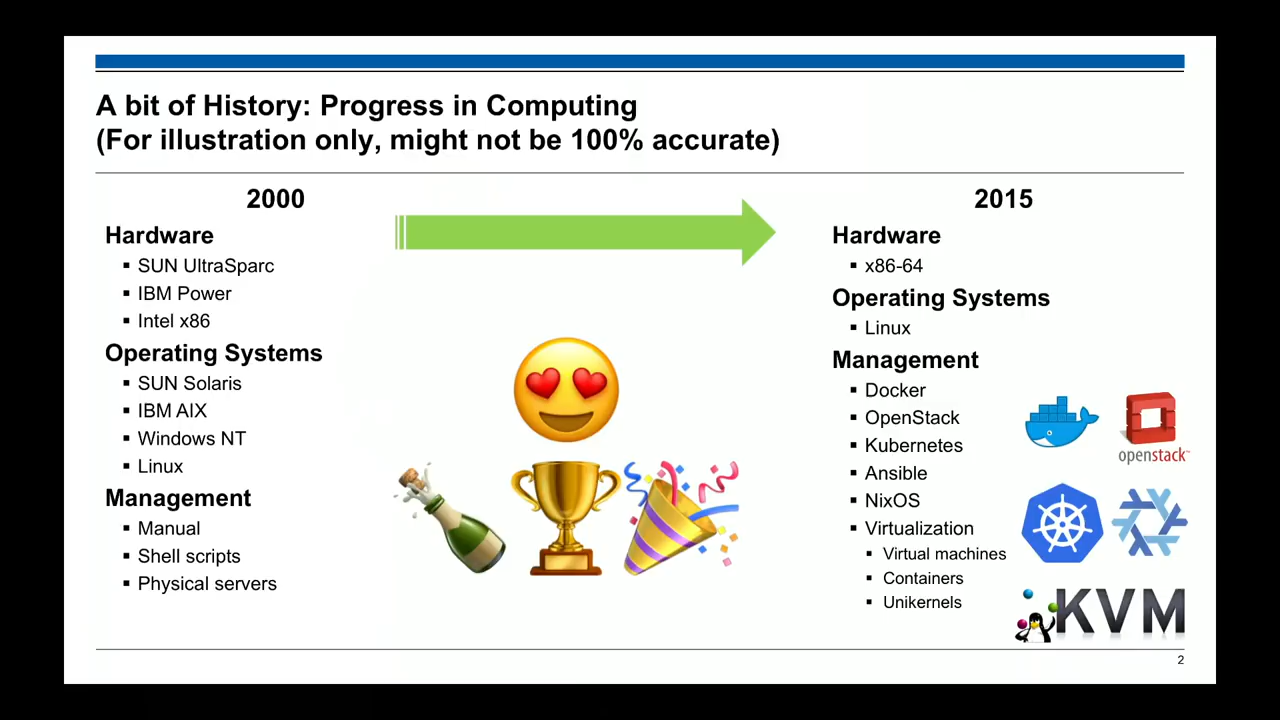 A bit of History: Progress in Computing
(For illustration only, might not be 100% accurate)
2000
Hardware
▪ SUN UltraSparc
▪ IBM Power
▪ Intel x86
Operating Systems
▪ SUN Solaris
▪ IBM AIX
▪ Windows NT
▪ Linux
Management
▪ Manual
▪ Shell scripts
▪ Physical servers
2015
Hardware
▪ x86-64
Operating Systems
▪ Linux
Management
▪ Docker
▪ OpenStack
▪ Kubernetes
▪ Ansible
▪ NixOS
▪ Virtualization
▪ Virtual machines
▪ Containers
▪ Unikernels
openstack
KVM
2